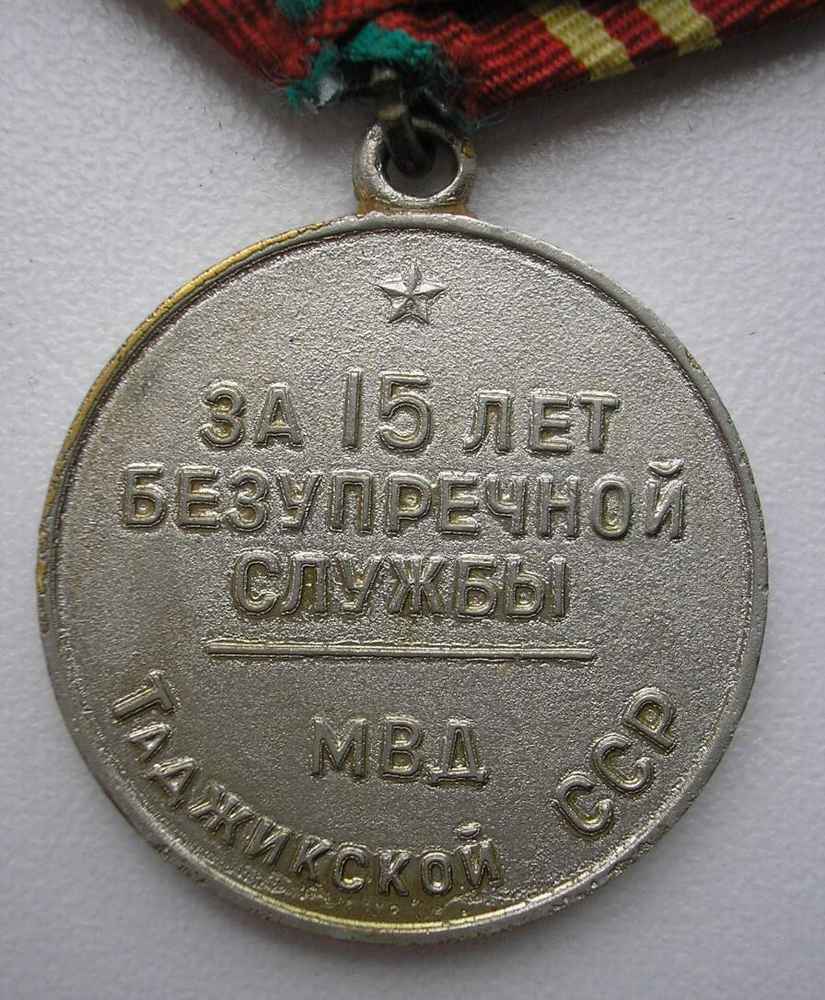 ЗА 15 ЛЕТ
БЕЗУПРЕЧНОЙ
СЛУЖБЫ
МВД
ТАДЖИКСКОЙ ССР